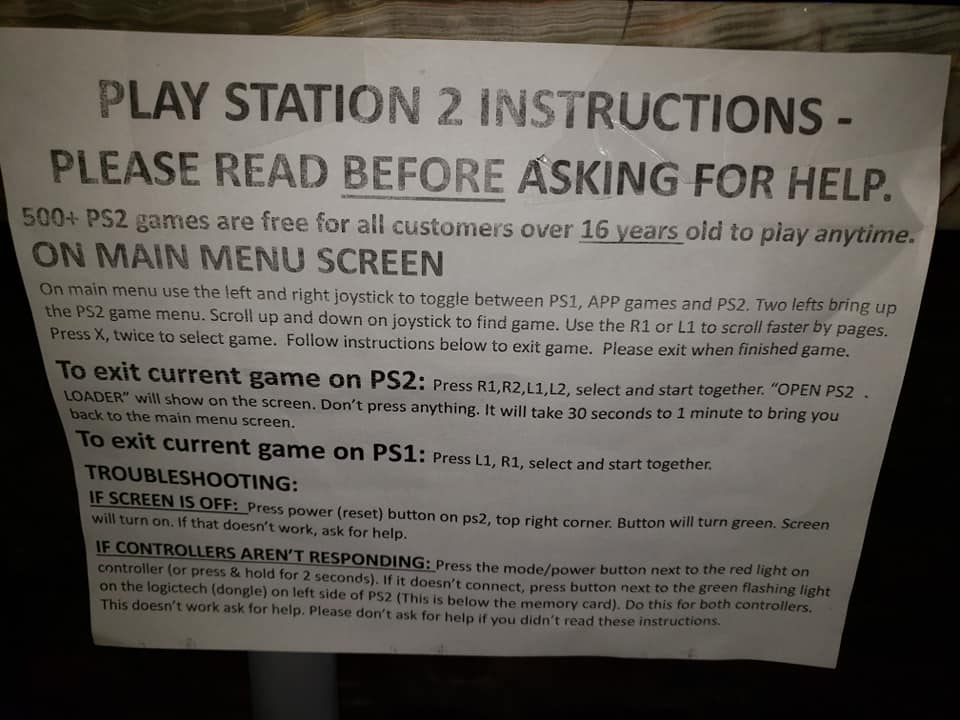 PLAY STATION 2 INSTRUCTIONS -
PLEASE READ BEFORE ASKING FOR HELP.
500+ PS2 games are free for all customers over 16 years old to play anytime.
ON MAIN MENU SCREEN
On main menu use the left and right joystick to toggle between PS1, APP games and PS2. Two lefts bring up
the PS2 game menu. Scroll up and down on joystick to find game. Use the R1 or L1 to scroll faster by pages.
Press X, twice to select game. Follow instructions below to exit game. Please exit when finished game.
To exit current game on PS2: Press R1,R2,L1,L2, select and start together. "OPEN PS2 .
LOADER" will show on the screen. Don't press anything. It will take 30 seconds to 1 minute to bring you
back to the main menu screen.
To exit current game on PS1: Press L1, R1, select and start together.
TROUBLESHOOTING:
IF SCREEN IS OFF: Press power (reset) button on ps2, top right corner. Button will turn green. Screen
will turn on. If that doesn't work, ask for help.
IF CONTROLLERS AREN'T RESPONDING: Press the mode/power button next to the red light on
controller (or press & hold for 2 seconds). If it doesn't connect, press button next to the green flashing light
on the logictech (dongle) on left side of PS2 (This is below the memory card). Do this for both controllers.
This doesn't work ask for help. Please don't ask for help if you didn't read these instructions.